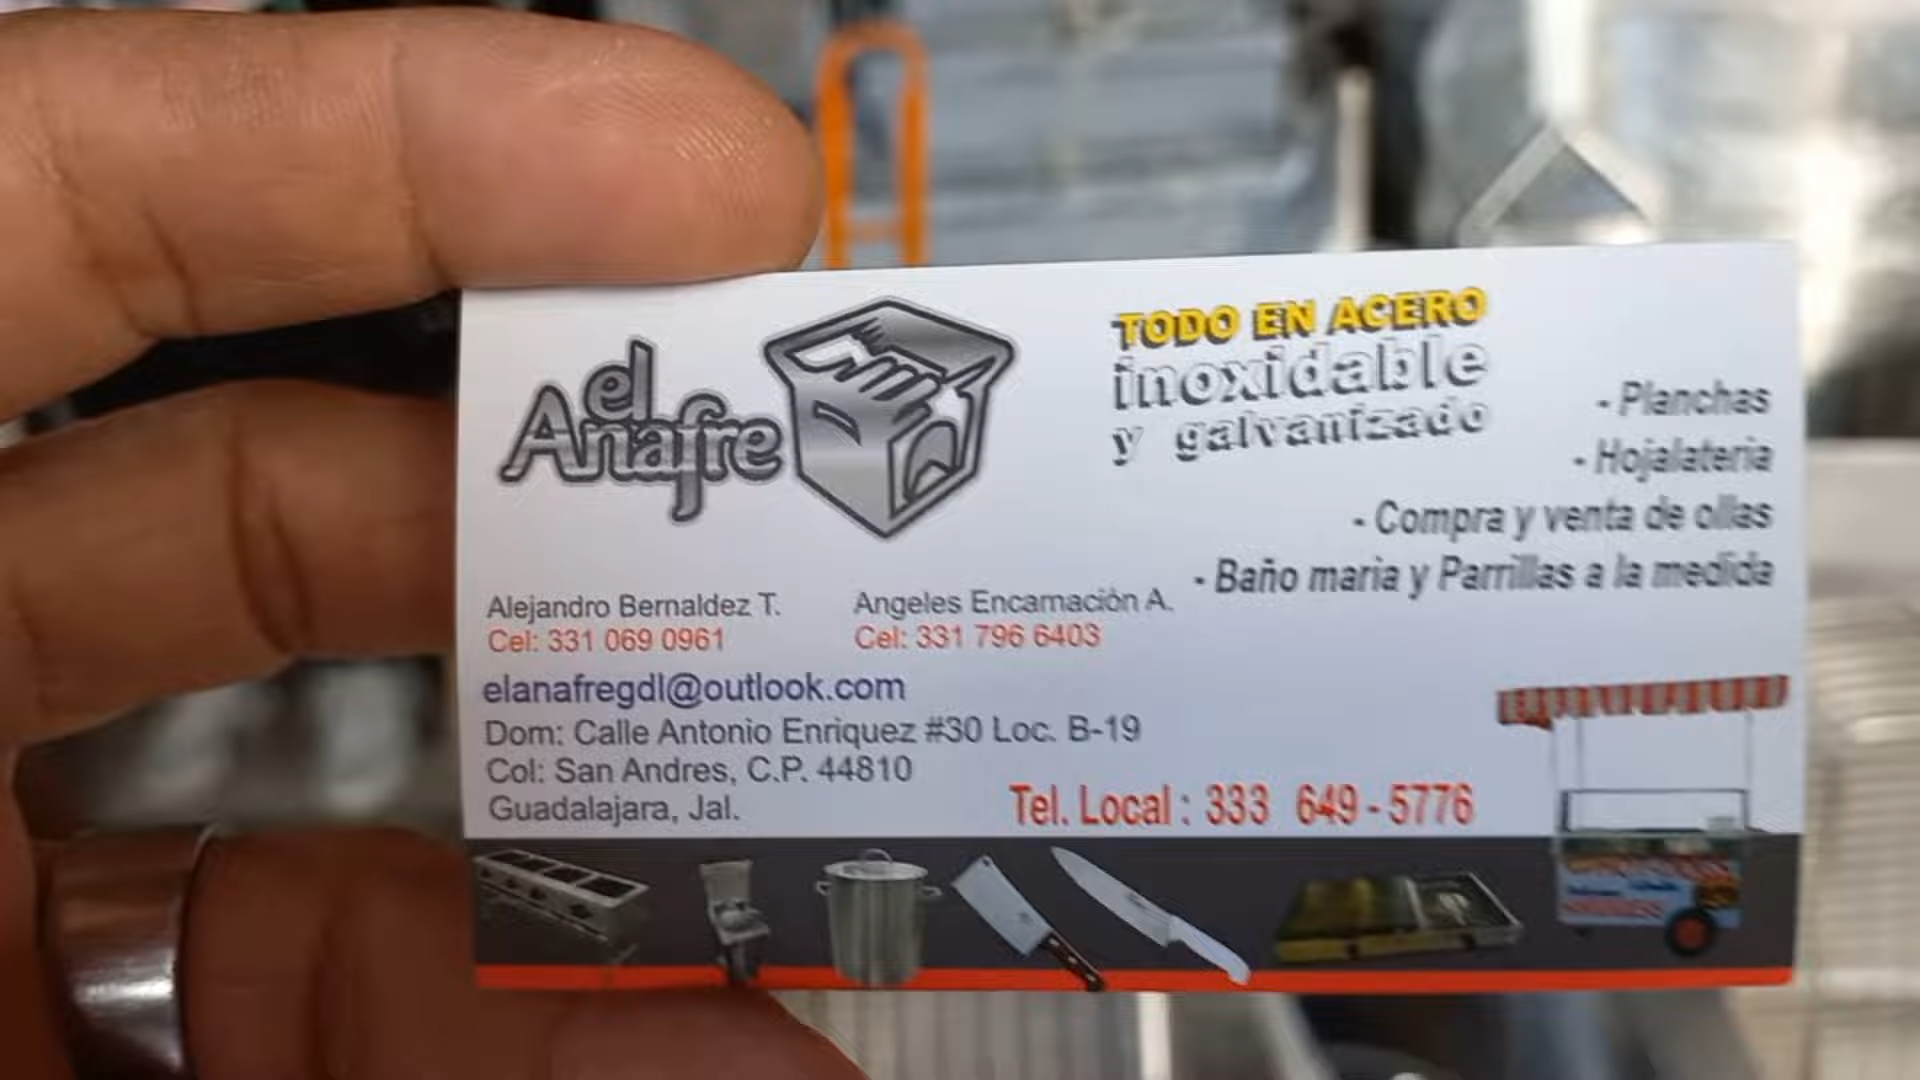 el
Anafre
TODO EN ACERO
inoxidable
y galvanizado
- Planchas
- Hojalateria
- Compra y venta de ollas
- Baño maria y Parrillas a la medida
Alejandro Bernaldez T.
Cel: 331 069 0961
Angeles Encarnación A.
Cel: 331 796 6403
elanafregdl@outlook.com
Dom: Calle Antonio Enriquez #30 Loc. B-19
Col: San Andres, C.P. 44810
Guadalajara, Jal.
Tel. Local : 333 649 - 5776